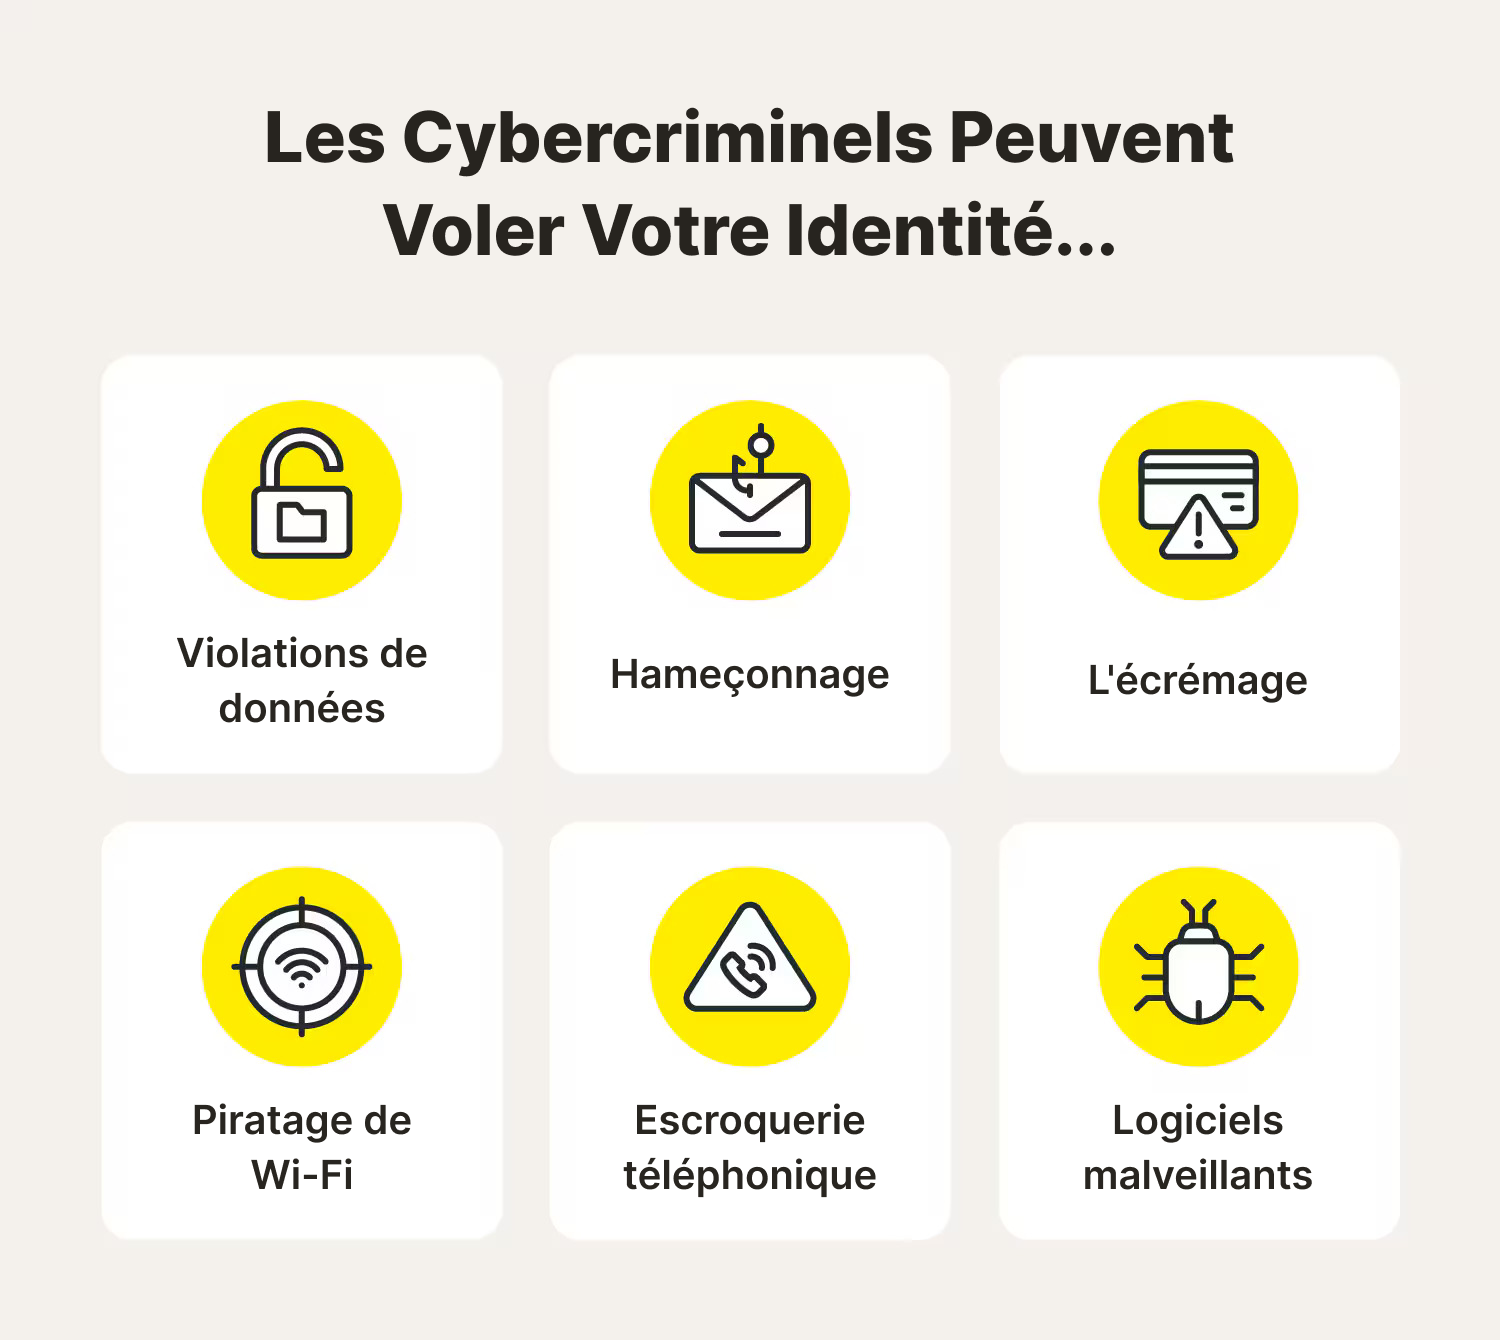 Les Cybercriminels Peuvent
Voler Votre Identité...
Violations de
données
Hameçonnage
L'écrémage
Piratage de
Wi-Fi
Escroquerie
téléphonique
Logiciels
malveillants